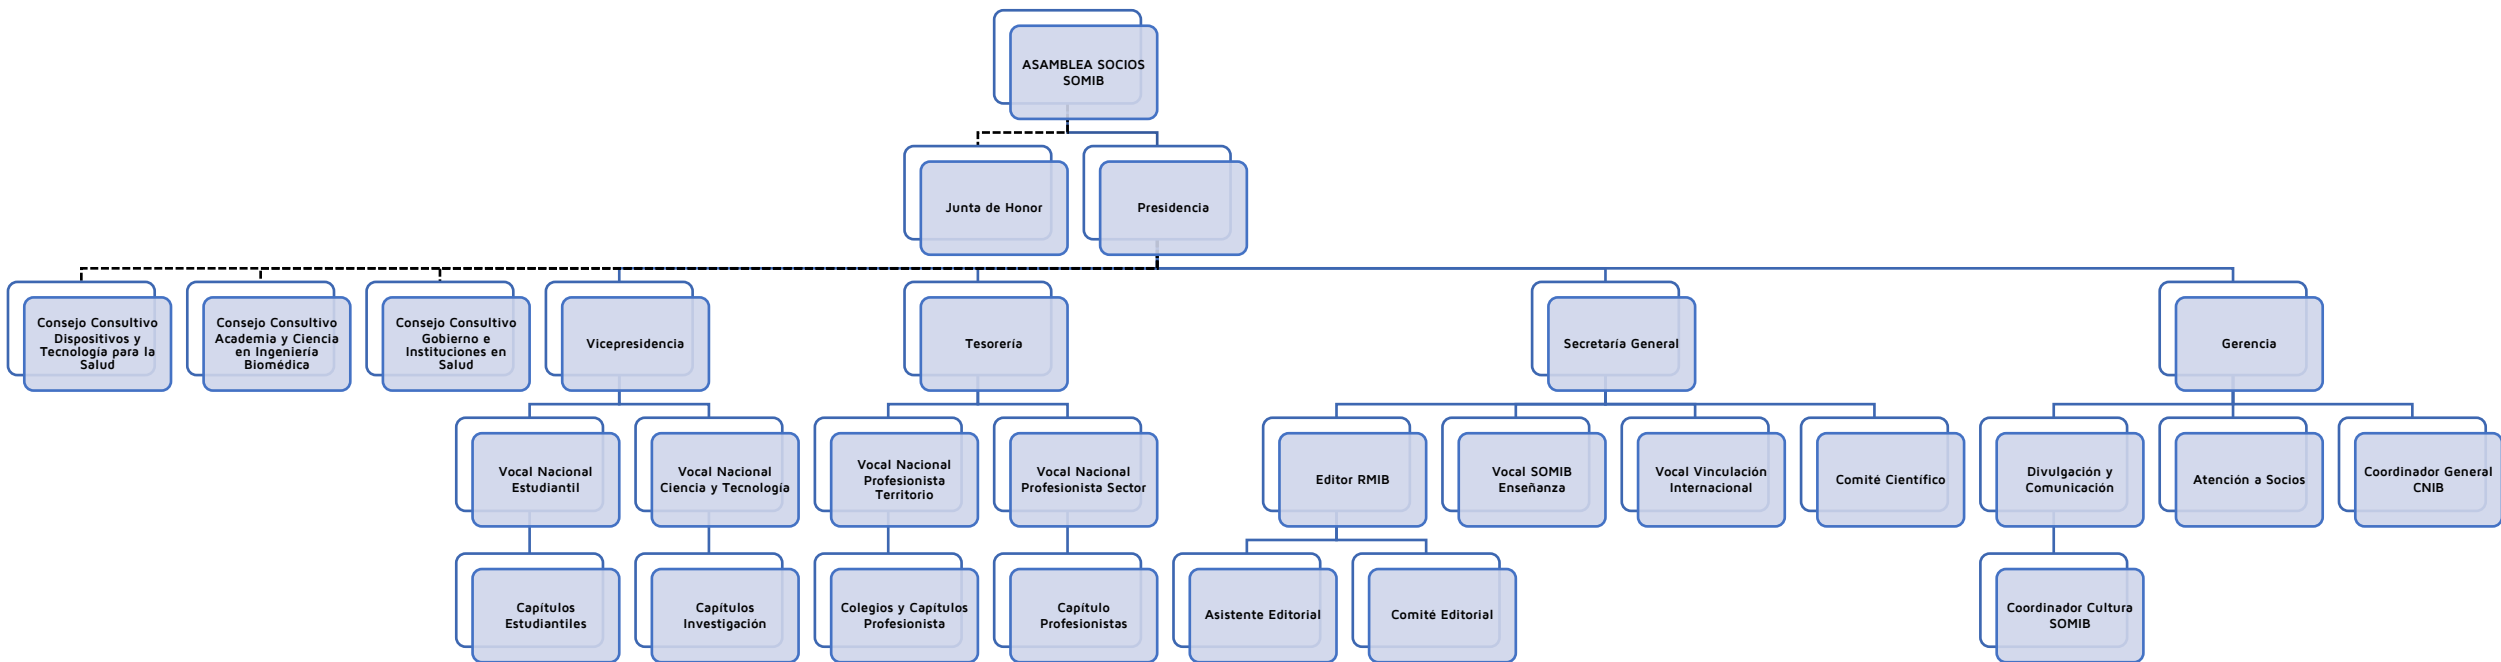 ASAMBLEA SOCIOS
SOMIB
Junta de Honor
Presidencia
Consejo Consultivo
Dispositivos y
Tecnología para la
Salud
Consejo Consultivo
Academia y Ciencia
en Ingeniería
Biomédica
Consejo Consultivo
Gobierno e
Instituciones en
Salud
Vicepresidencia
Tesorería
Secretaría General
Gerencia
Vocal Nacional
Estudiantil
Vocal Nacional
Ciencia y Tecnología
Vocal Nacional
Profesionista
Territorio
Vocal Nacional
Profesionista Sector
Editor RMIB
Vocal SOMIB
Enseñanza
Vocal Vinculación
Internacional
Comité Científico
Divulgación y
Comunicación
Atención a Socios
Coordinador General
CNIB
Capítulos
Estudiantiles
Capítulos
Investigación
Colegios y Capítulos
Profesionista
Capítulo
Profesionistas
Asistente Editorial
Comité Editorial
Coordinador Cultura
SOMIB